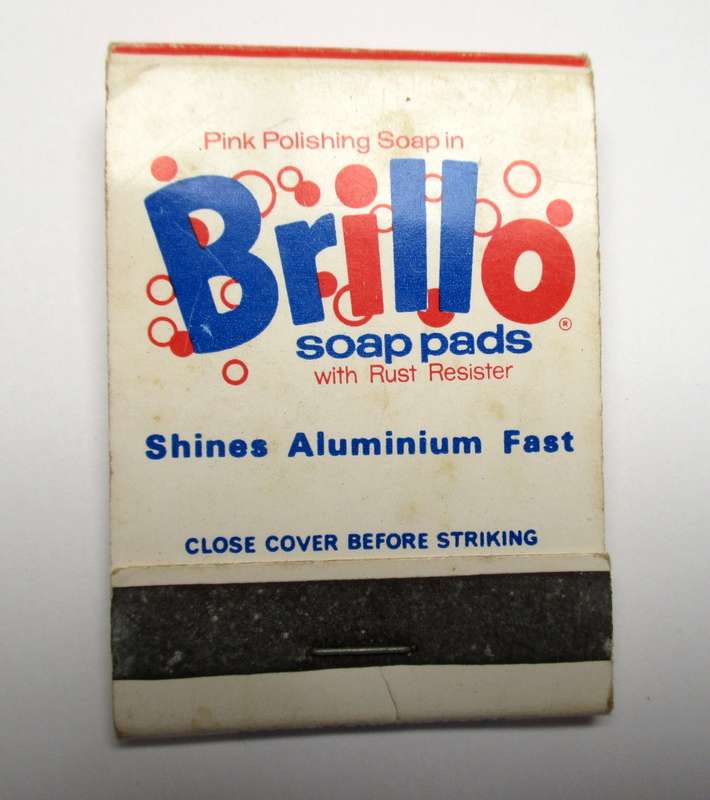 Pink Polishing Soap in
Brillo
®
soap pads
with Rust Resister
Shines Aluminium Fast
CLOSE COVER BEFORE STRIKING